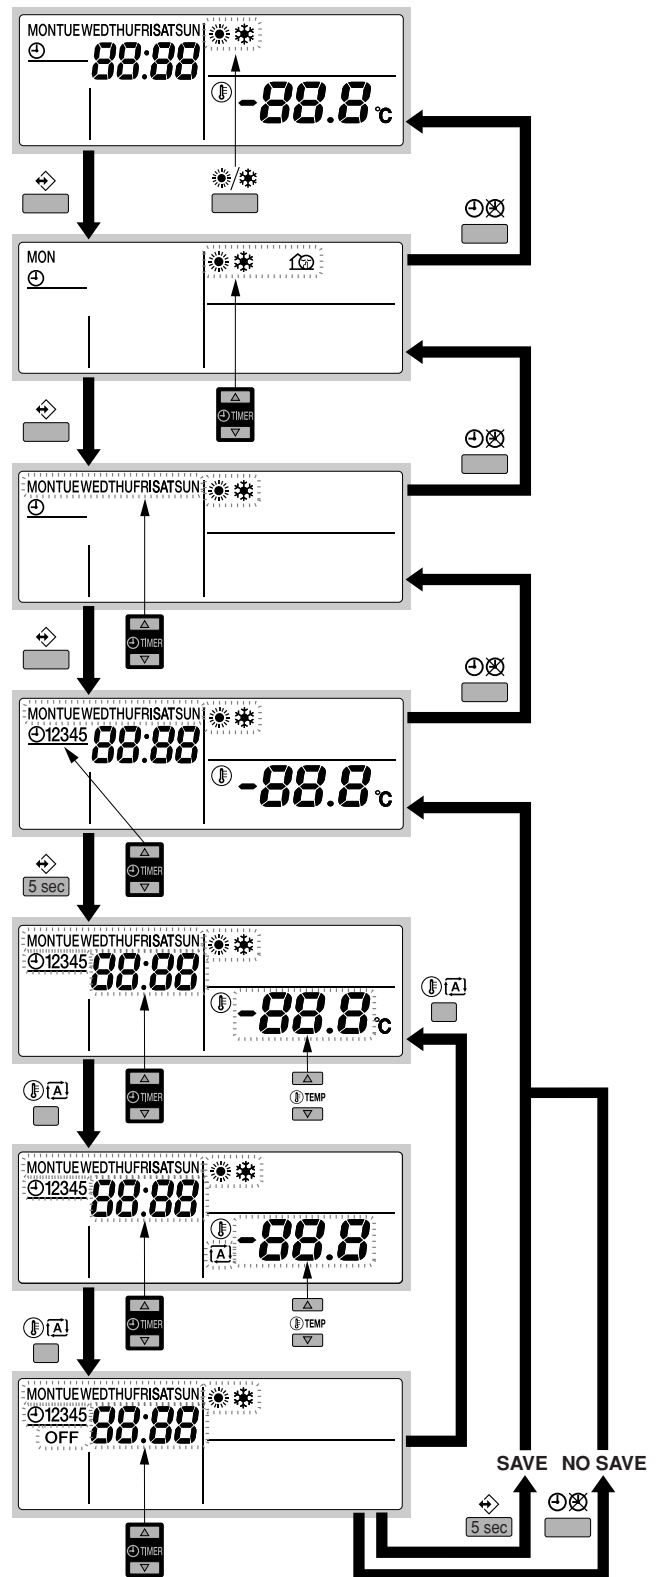 MONTUEWEDTHUFRISATSUN
88:88
-88.8 °C
MON
TIMER
MONTUEWEDTHUFRISATSUN
TIMER
MONTUEWEDTHUFRISATSUN
12345 88:88
-88.8 °C
5 sec
TIMER
MONTUEWEDTHUFRISATSUN
12345 88:88
-88.8 °C
A
A
TIMER
TEMP
MONTUEWEDTHUFRISATSUN
12345 88:88
A -88.8
A
TIMER
TEMP
MONTUEWEDTHUFRISATSUN
12345 88:88
OFF
SAVE NO SAVE
5 sec
TIMER